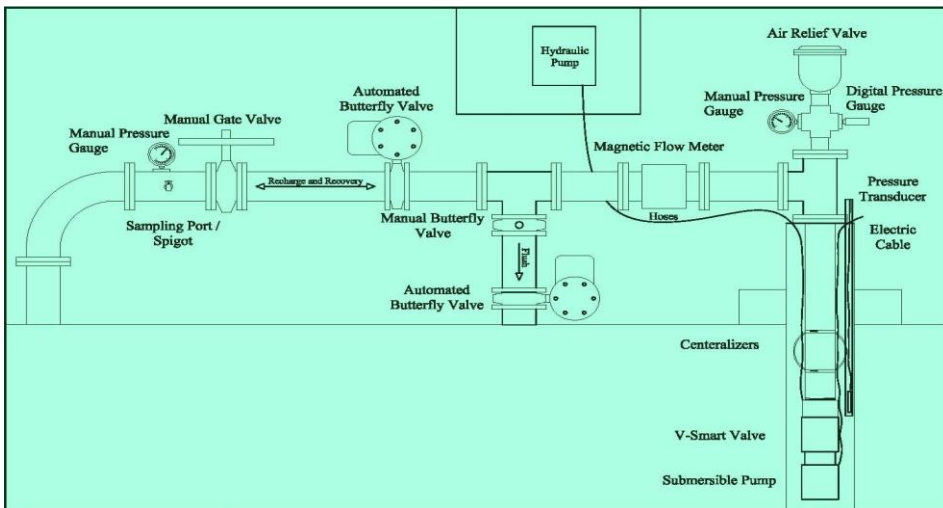 Air Relief Valve
Hydraulic
Pump
Automated
Butterfly Valve
Manual Pressure
Gauge
Digital Pressure
Gauge
Manual Gate Valve
Manual Pressure
Gauge
Magnetic Flow Meter
Recharge and Recovery
Pressure
Transducer
Sampling Port /
Spigot
Manual Butterfly
Valve
Hoses
Electric
Cable
Flush
Automated
Butterfly Valve
Centeralizers
V-Smart Valve
Submersible Pump